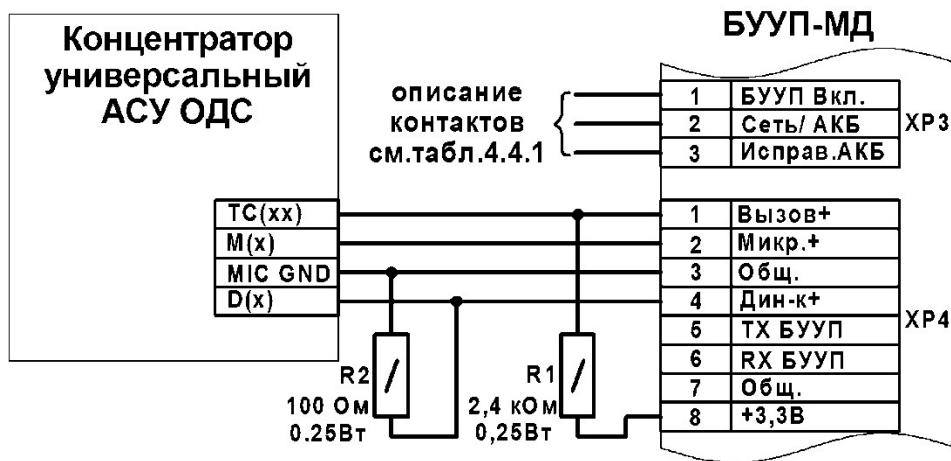 Концентратор
универсальный
АСУ ОДС
БУУП-МД
описание
контактов
см.табл.4.4.1
1 БУУП Вкл.
2 Сеть/ АКБ
3 Исправ.АКБ
XP3
ТС(хх)
М(х)
MIC GND
D(x)
1 Вызов+
2 Микр.+
3 Общ.
4 Дин-к+
5 TX БУУП
6 RX БУУП
7 Общ.
8 +3,3В
XP4
R2
100 Ом
0.25Вт
R1
2,4 кОм
0,25Вт